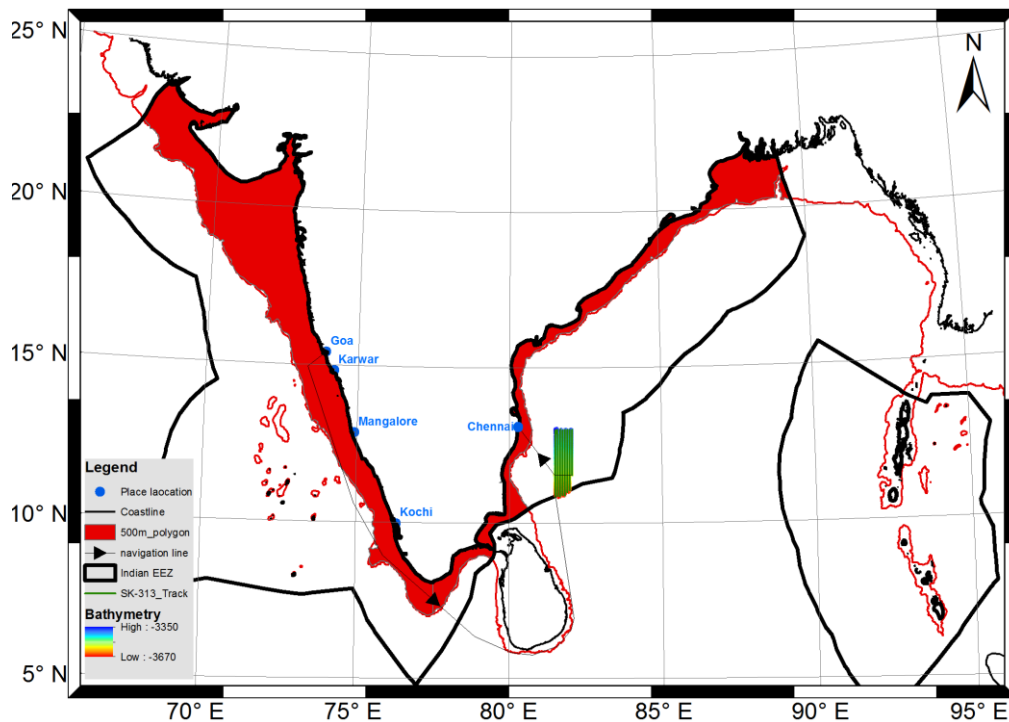 25° N
N
20° N
15° N
Goa
Karwar
Mangalore
Chennai
Legend
Place laocation
Coastline
500m_polygon
navigation line
Indian EEZ
SK-313_Track
Bathymetry
High : -3350
Low : -3670
10° N
Kochi
5° N
70° E
75° E
80° E
85° E
90° E
95° E